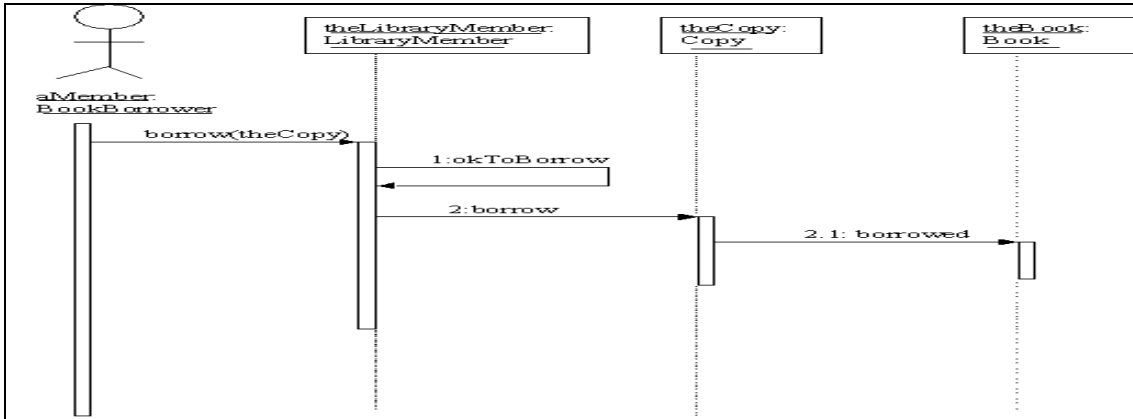 theLibraryMember:
LibraryMember
theCopy:
Copy
theBook:
Book
aMember:
BookBorrower
borrow(theCopy)
1:okToBorrow
2:borrow
2.1: borrowed